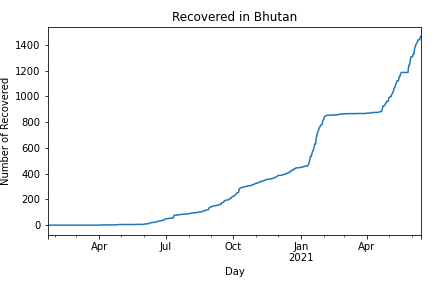 Recovered in Bhutan
Number of Recovered
1400
1200
1000
800
600
400
200
0
Apr
Jul
Oct
Jan
2021
Apr
Day